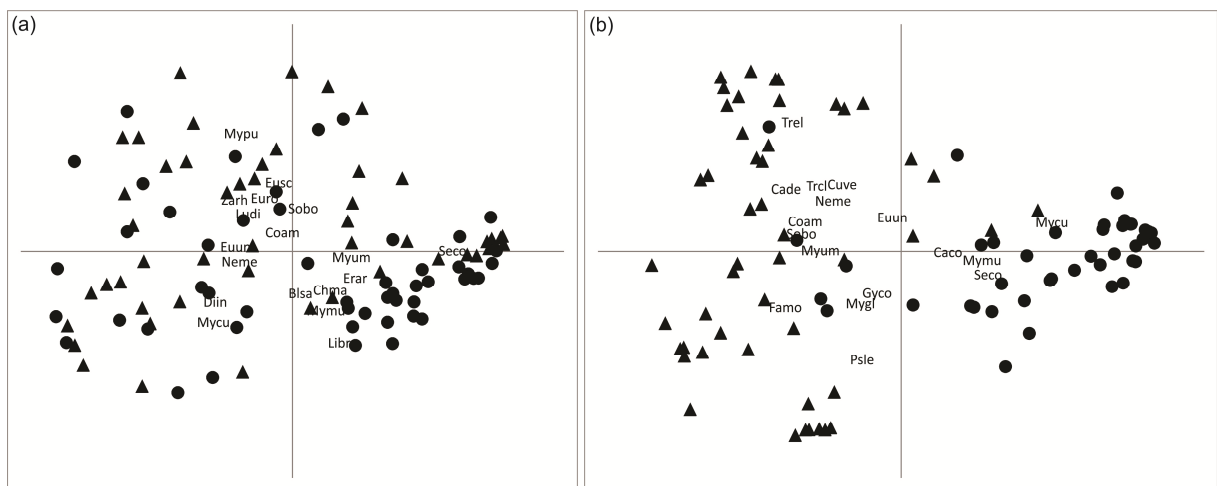 (a)
Mypu
Eusc
Zarh Euro
Ludi
Sobo
Coam
Euun
Neme
Myum
Seco
Erar
Blsa Chma
Mymu
Diin
Mycu
Libr
(b)
Trel
Cade
Trcl Cuve
Neme
Coam
Sobo
Euun
Mycu
Myum
Caco
Mymu
Seco
Gyco
Famo
Mygl
Psle